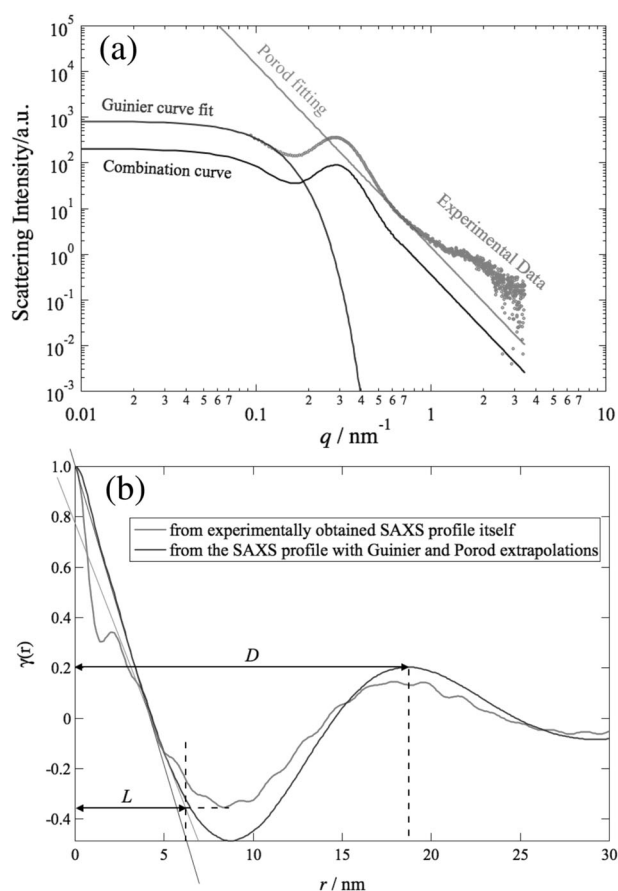 (a)
10^5
10^4
10^3
10^2
10^1
10^0
10^-1
10^-2
10^-3
Scattering Intensity/a.u.
Porod fitting
Guinier curve fit
Combination curve
Experimental Data
0.01 2 3 4 5 6 7 0.1 2 3 4 5 6 7 1 2 3 4 5 6 7 10
q / nm^-1
(b)
1.0
0.8
0.6
0.4
0.2
0
-0.2
-0.4
γ(r)
from experimentally obtained SAXS profile itself
from the SAXS profile with Guinier and Porod extrapolations
D
L
0 5 10 15 20 25 30
r / nm